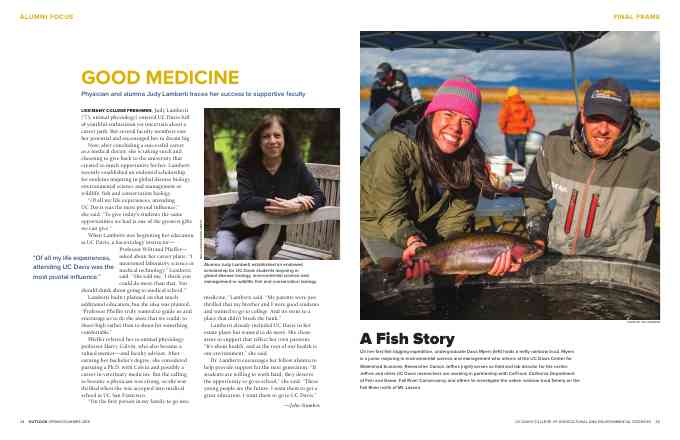 ALUMNI FOCUS
GOOD MEDICINE
Physician and alumna Judy Lamberti traces her success to supportive faculty
LIKE MANY COLLEGE FRESHMEN, Judy Lamberti
('75, animal physiology) entered UC Davis full
of youthful enthusiasm yet uncertain about a
career path. But several faculty members saw
her potential and encouraged her to dream big.
Now, after concluding a successful career
as a medical doctor, she is taking stock and
choosing to give back to the university that
created so much opportunity for her. Lamberti
recently established an endowed scholarship
for students majoring in global disease biology,
environmental science and management or
wildlife, fish and conservation biology.
"Of all my life experiences, attending
UC Davis was the most pivotal influence,"
she said. "To give today's students the same
opportunities we had is one of the greatest gifts
we can give."
When Lamberti was beginning her education
at UC Davis, a bacteriology instructor—
Professor Wiltraud Pfeiffer—
asked about her career plans. "I
answered laboratory science or
medical technology," Lamberti
said. "She told me, 'I think you
could do more than that. You
should think about going to medical school.'"
"Of all my life experiences,
attending UC Davis was the
most pivotal influence."
Lamberti hadn't planned on that much
additional education, but the idea was planted.
"Professor Pfeiffer truly wanted to guide us and
encourage us to do the most that we could; to
shoot high rather than to shoot for something
comfortable."
Pfeiffer referred her to animal physiology
professor Daryl Calvin, who also became a
valued mentor—and faculty advisor. After
earning her bachelor's degree, she considered
pursuing a Ph.D. with Calvin and possibly a
career in veterinary medicine. But the calling
to become a physician was strong, so she was
thrilled when she was accepted into medical
school at UC San Francisco.
"I'm the first person in my family to go into
Alumna Judy Lamberti established an endowed
scholarship for UC Davis students majoring in
global disease biology, environmental science and
management or wildlife, fish and conservation biology.
medicine," Lamberti said. "My parents were just
thrilled that my brother and I were good students
and wanted to go to college. And we went to a
place that didn't break the bank."
Lamberti already included UC Davis in her
estate plans but wanted to do more. She chose
areas to support that reflect her own passions.
"It's about health, and at the root of our health is
our environment," she said.
Dr. Lamberti encourages her fellow alumni to
help provide support for the next generation. "If
students are willing to work hard, they deserve
the opportunity to go to school," she said. "These
young people are the future. I want them to get a
great education. I want them to go to UC Davis."
—John Stumbos
OUTLOOK SPRING/SUMMER
FINAL FRAME
A Fish Story
On her first fish-tagging expedition, undergraduate Dacia Myers (left) holds a really rainbow trout. Myers
is a junior majoring in environmental science and management who interns at the UC Davis Center for
Watershed Sciences. Researcher Carson Jeffres (right) serves as field and lab director for the center.
Jeffres and other UC Davis researchers are working in partnership with CalTrout, California Department
of Fish and Game, Fall River Conservancy, and others to investigate the native rainbow trout fishery on the
Fall River north of Mt. Lassen.
UC DAVIS COLLEGE OF AGRICULTURAL AND ENVIRONMENTAL SCIENCES